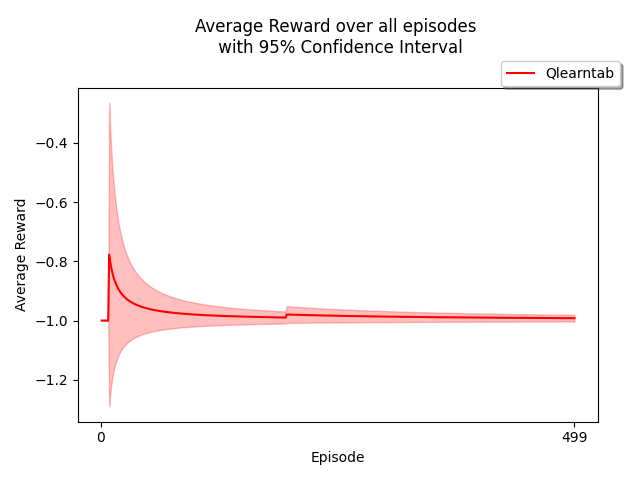 Average Reward over all episodes
with 95% Confidence Interval
Qlearntab
−0.4
−0.6
−0.8
−1.0
−1.2
Average Reward
0
499
Episode